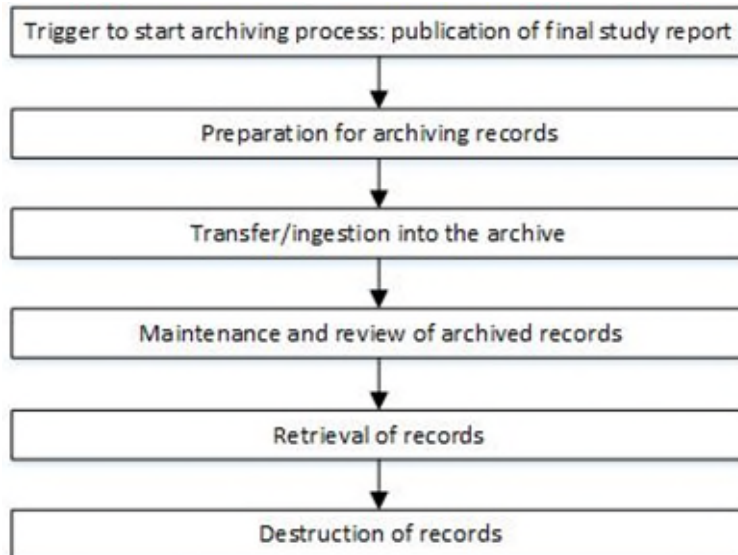 Trigger to start archiving process: publication of final study report
Preparation for archiving records
Transfer/ingestion into the archive
Maintenance and review of archived records
Retrieval of records
Destruction of records